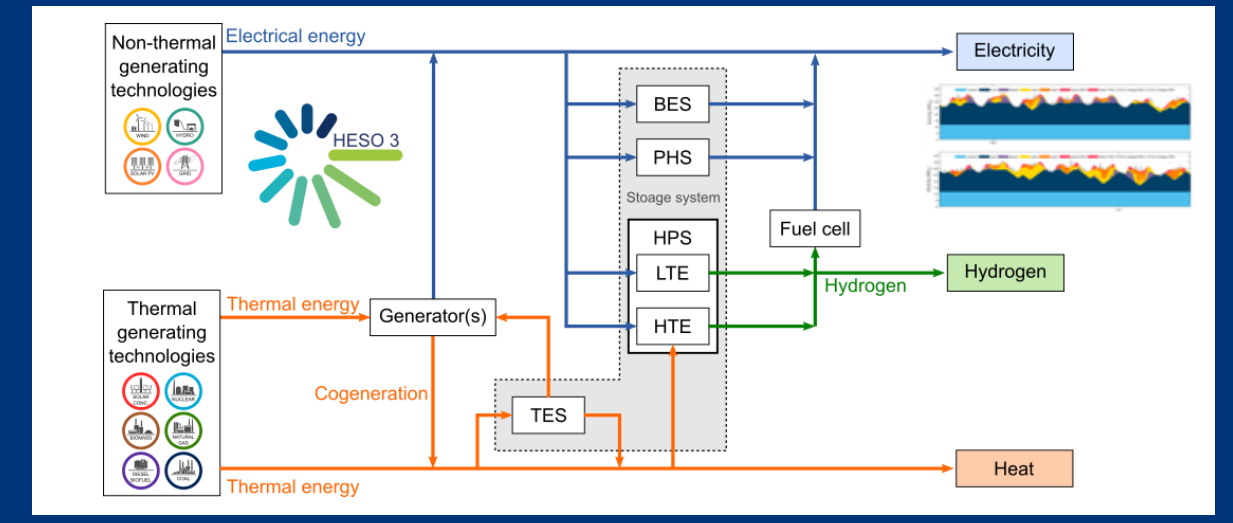 Non-thermal
generating
technologies
WIND
HYDRO
SOLAR PV
GRID
Electrical energy
HESO 3
BES
PHS
Stoage system
HPS
LTE
HTE
Fuel cell
Hydrogen
Electricity
Hydrogen
Thermal
generating
technologies
SOLAR
CONC.
NUCLEAR
BIOMASS
NATURAL
GAS
DIESEL
BIOFUEL
COAL
Thermal energy
Generator(s)
Cogeneration
TES
Thermal energy
Heat